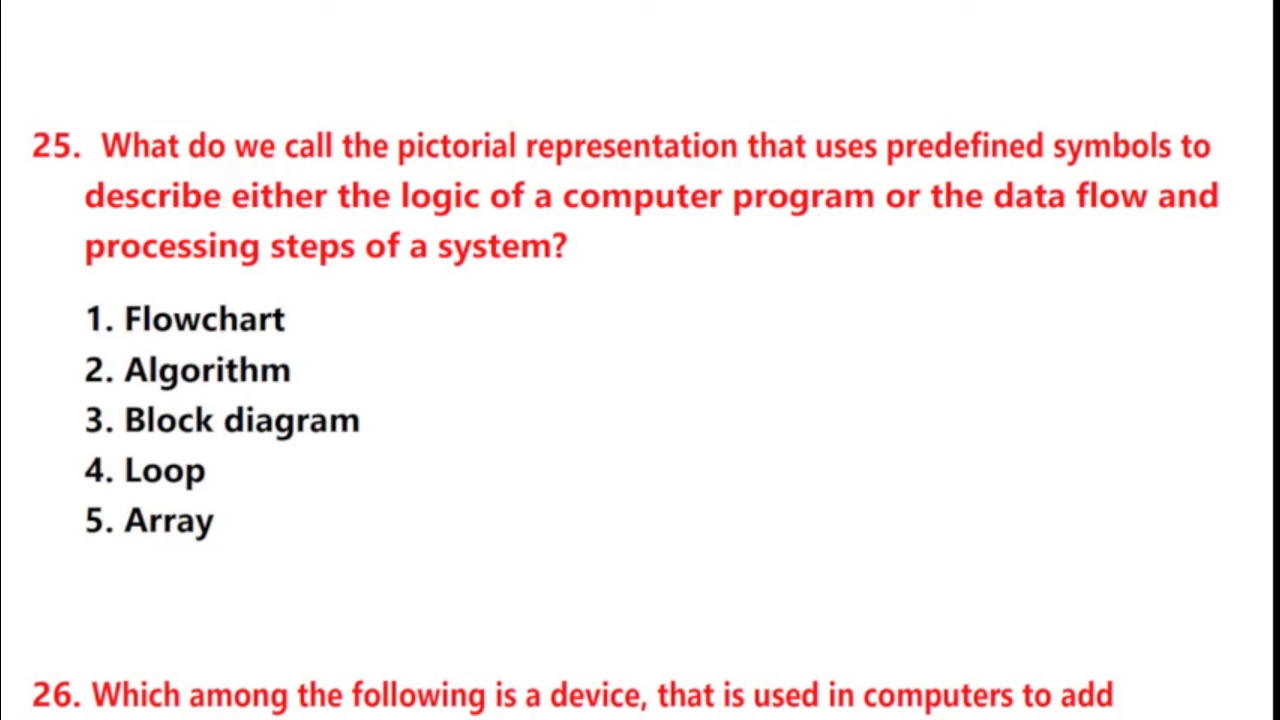 25. What do we call the pictorial representation that uses predefined symbols to
describe either the logic of a computer program or the data flow and
processing steps of a system?
1. Flowchart
2. Algorithm
3. Block diagram
4. Loop
5. Array
26. Which among the following is a device, that is used in computers to add